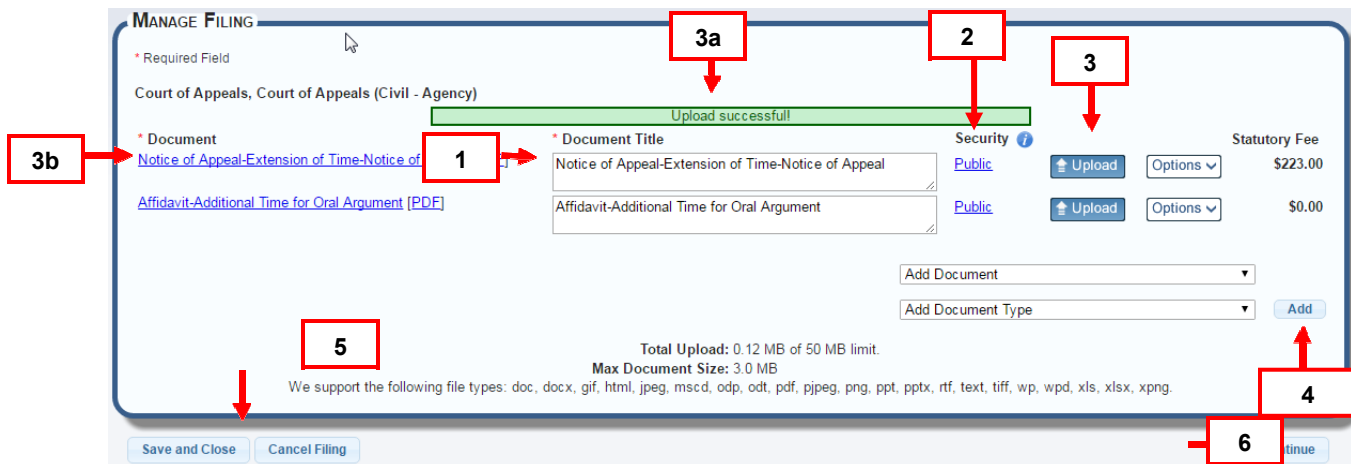 MANAGE FILING
3a
2
3
* Required Field
Court of Appeals, Court of Appeals (Civil - Agency)
Upload successful!
* Document
* Document Title
Security
Statutory Fee
3b
Notice of Appeal-Extension of Time-Notice of
1
Notice of Appeal-Extension of Time-Notice of Appeal
Public
Upload
Options
$223.00
Affidavit-Additional Time for Oral Argument [PDF]
Affidavit-Additional Time for Oral Argument
Public
Upload
Options
$0.00
Add Document
Add Document Type
Add
5
Total Upload: 0.12 MB of 50 MB limit.
Max Document Size: 3.0 MB
We support the following file types: doc, docx, gif, html, jpeg, mscd, odp, odt, pdf, pjpeg, png, ppt, pptx, rtf, text, tiff, wp, wpd, xls, xlsx, xpng.
4
Save and Close
Cancel Filing
6
tinue